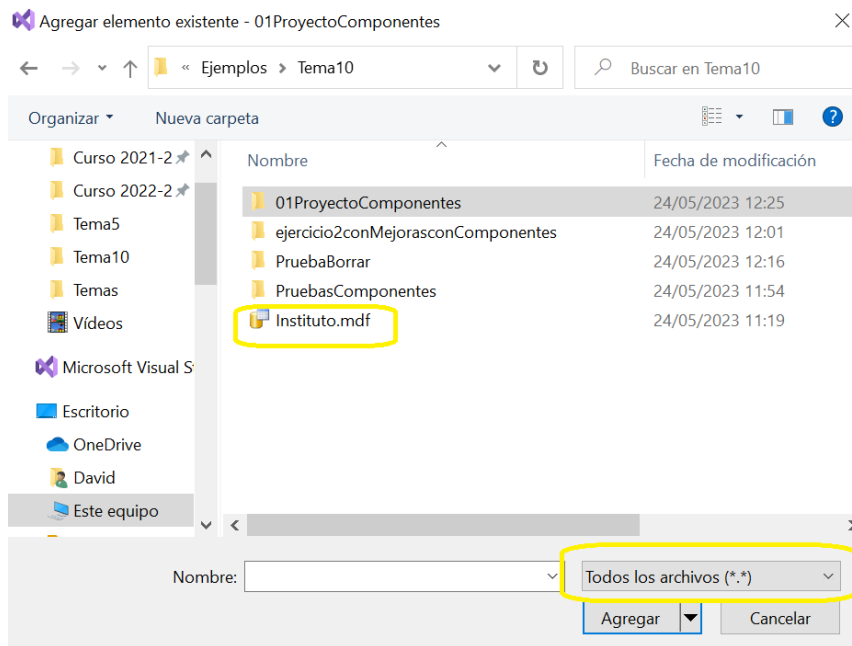 Agregar elemento existente - 01ProyectoComponentes
« Ejemplos > Tema10
Buscar en Tema10
Organizar
Nueva carpeta
?
Curso 2021-2
Curso 2022-2
Tema5
Tema10
Temas
Vídeos
Microsoft Visual S
Escritorio
OneDrive
David
Este equipo
Nombre
Fecha de modificación
01ProyectoComponentes 24/05/2023 12:25
ejercicio2conMejorasconComponentes 24/05/2023 12:01
PruebaBorrar 24/05/2023 12:16
PruebasComponentes 24/05/2023 11:54
Instituto.mdf 24/05/2023 11:19
Nombre:
Todos los archivos (*.*)
Agregar
Cancelar